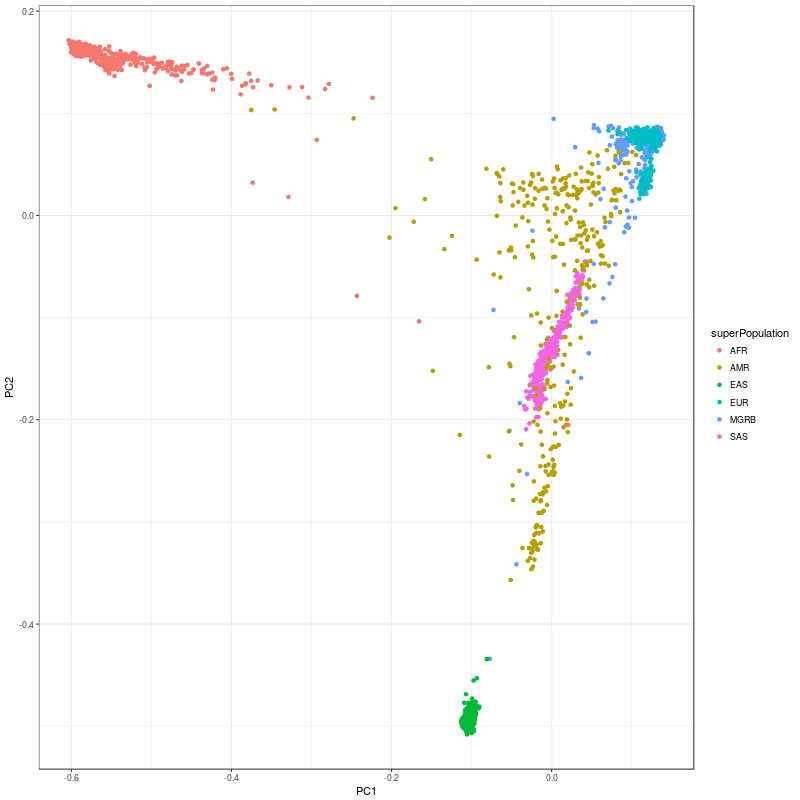 0.2
0.0
-0.2
-0.4
PC2
-0.6
-0.4
-0.2
0.0
PC1
superPopulation
AFR
AMR
EAS
EUR
MGRB
SAS